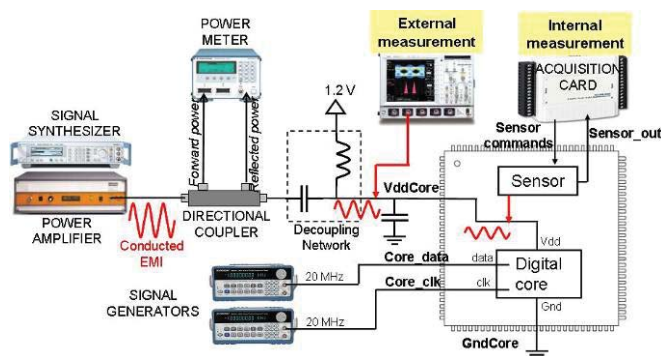 POWER
METER
External
measurement
Internal
measurement
ACQUISITION
CARD
SIGNAL
SYNTHESIZER
1.2 V
Forward power
Reflected power
Sensor
commands
Sensor_out
Sensor
POWER
AMPLIFIER
Conducted
EMI
DIRECTIONAL
COUPLER
Decoupling
Network
VddCore
Vdd
SIGNAL
GENERATORS
20 MHz
Core_data
data
Digital
core
20 MHz
Core_clk
clk
Gnd
GndCore